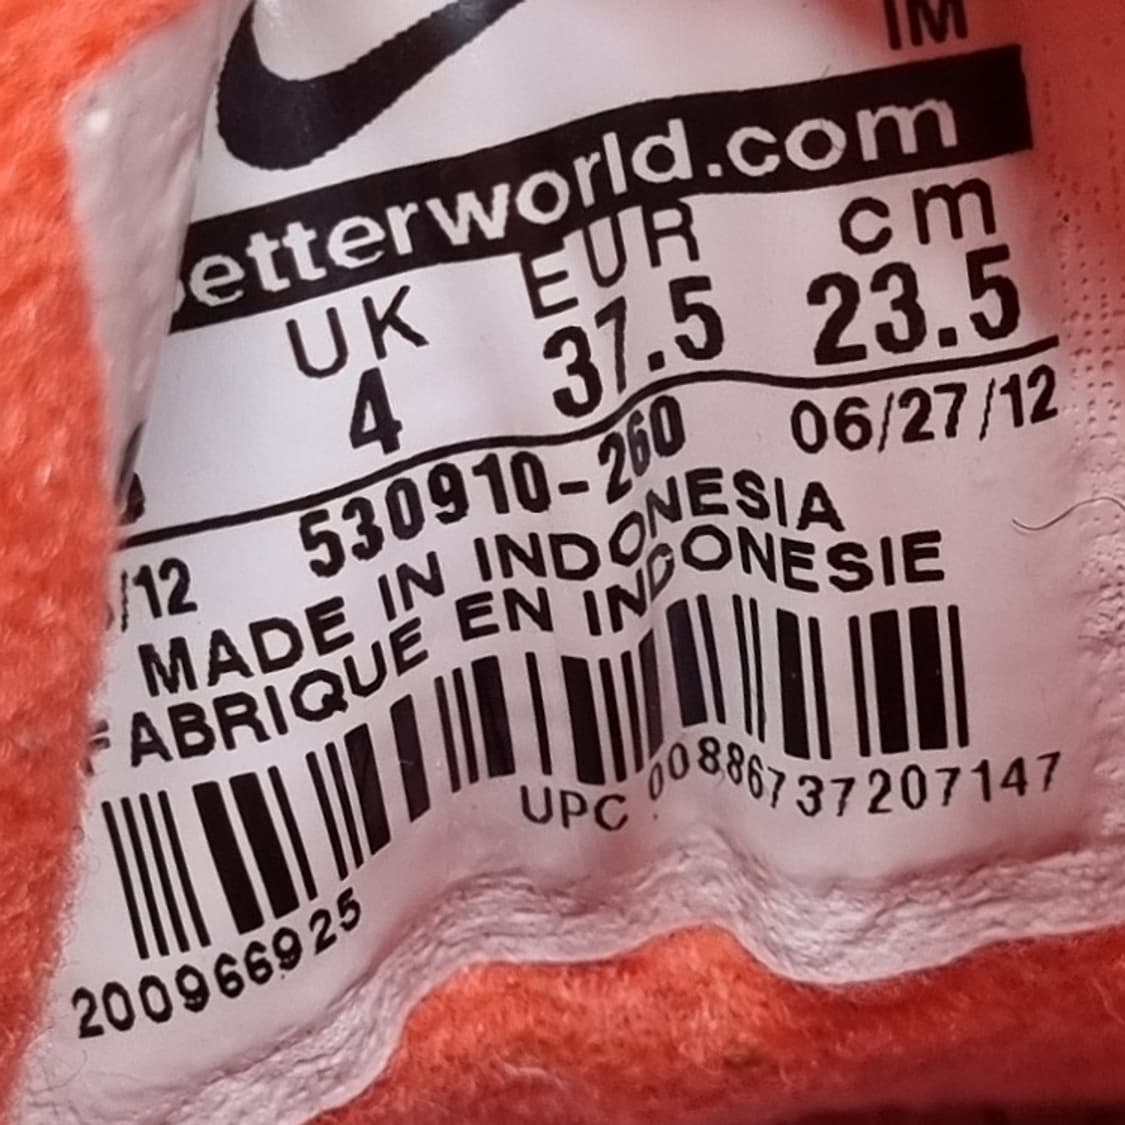 IM
etterworld.com
UK EUR cm
4 37.5 23.5
/12 530910-260 06/27/12
MADE IN INDONESIA
FABRIQUE EN INDONESIE
UPC : 00886737207147
200966925